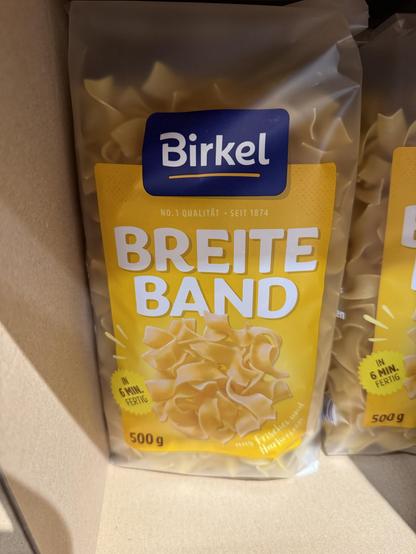 Birkel
NO.1 QUALITÄT • SEIT 1874
BREITE
BAND
IN
6 MIN.
FERTIG
500 g
IN
6 MIN.
FERTIG
500 g